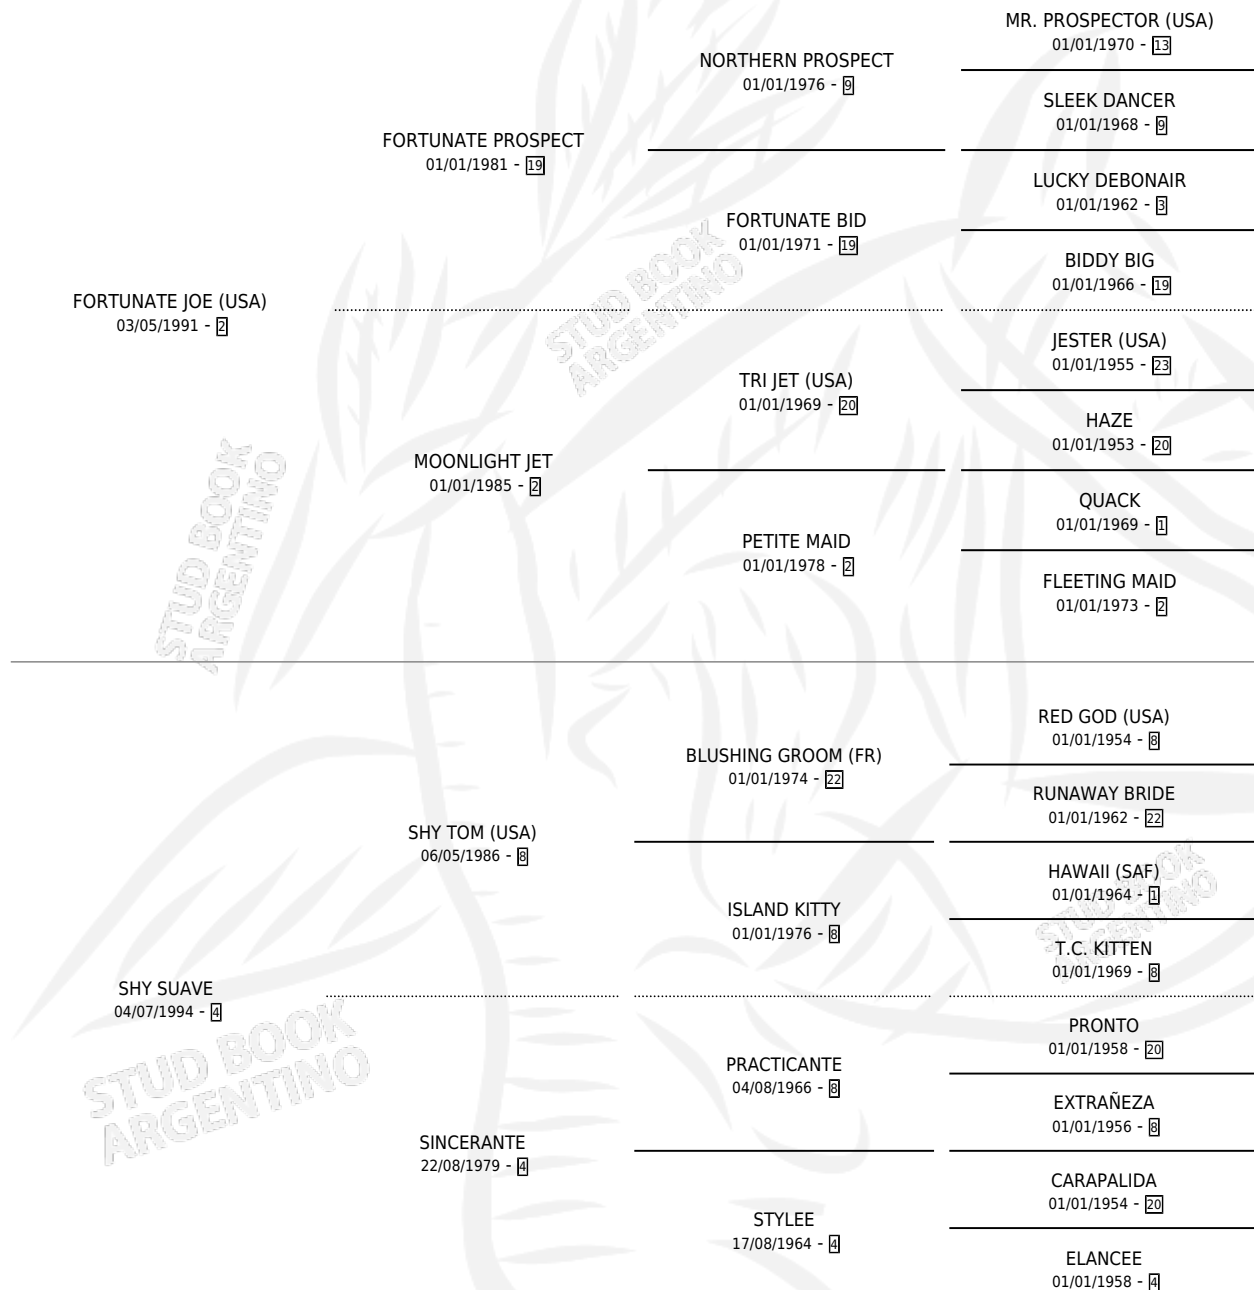 MR. PROSPECTOR (USA)
01/01/1970 - 13
NORTHERN PROSPECT
01/01/1976 - 9
SLEEK DANCER
01/01/1968 - 9
FORTUNATE PROSPECT
01/01/1981 - 19
LUCKY DEBONAIR
01/01/1962 - 3
FORTUNATE BID
01/01/1971 - 19
BIDDY BIG
01/01/1966 - 19
FORTUNATE JOE (USA)
03/05/1991 - 2
STUD BOOK
ARGENTINO
JESTER (USA)
01/01/1955 - 23
TRI JET (USA)
01/01/1969 - 20
HAZE
01/01/1953 - 20
MOONLIGHT JET
01/01/1985 - 2
QUACK
01/01/1969 - 1
PETITE MAID
01/01/1978 - 2
FLEETING MAID
01/01/1973 - 2
STUD BOOK
ARGENTINO
RED GOD (USA)
01/01/1954 - 8
BLUSHING GROOM (FR)
01/01/1974 - 22
RUNAWAY BRIDE
01/01/1962 - 22
SHY TOM (USA)
06/05/1986 - 8
HAWAII (SAF)
01/01/1964 - 1
ISLAND KITTY
01/01/1976 - 8
STUD BOOK
ARGENTINO
T.C. KITTEN
01/01/1969 - 8
SHY SUAVE
04/07/1994 - 4
STUD BOOK
ARGENTINO
PRONTO
01/01/1958 - 20
PRACTICANTE
04/08/1966 - 8
EXTRAÑEZA
01/01/1956 - 8
SINCERANTE
22/08/1979 - 4
CARAPALIDA
01/01/1954 - 20
STYLEE
17/08/1964 - 4
ELANCEE
01/01/1958 - 4